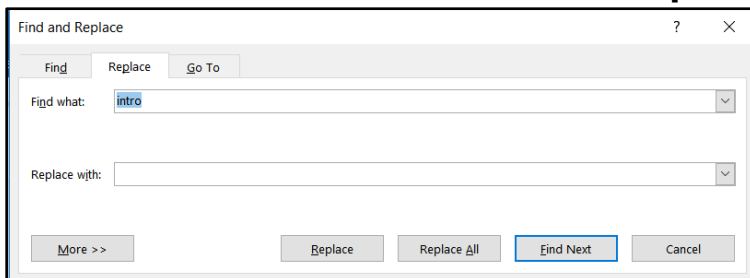 Find and Replace ?
Find Replace Go To
Find what: intro
Replace with:
More >> Replace Replace All Find Next Cancel